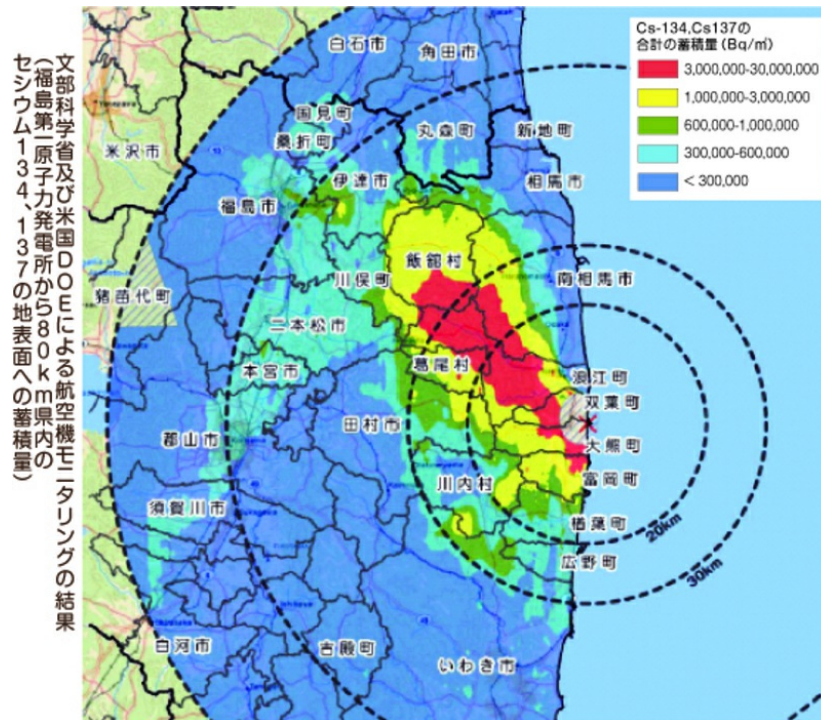 文部科学省及び米国DOEによる航空機モニタリングの結果
（福島第一原子力発電所から80km県内の
セシウム134、137の地表面への蓄積量）
Cs-134,Cs137の
合計の蓄積量(Bq/㎡)
3,000,000-30,000,000
1,000,000-3,000,000
600,000-1,000,000
300,000-600,000
＜300,000
白石市
角田市
国見町
桑折町
丸森町
新地町
米沢市
伊達市
相馬市
福島市
飯館村
川俣町
南相馬市
猪苗代町
二本松市
葛尾村
本宮市
浪江町
双葉町
田村市
郡山市
大熊町
川内村
富岡町
須賀川市
楢葉町
20km
広野町
30km
白河市
古殿町
いわき市